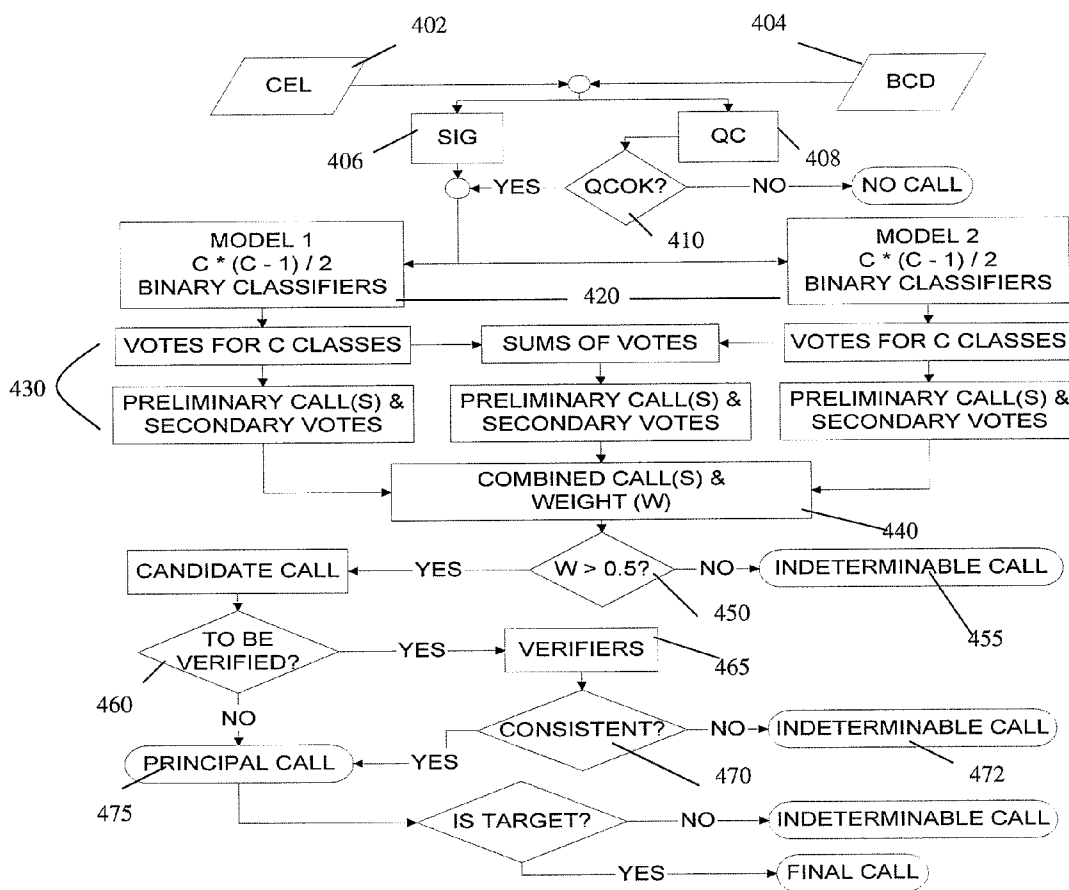 402
404
CEL
BCD
SIG
QC
406
408
YES
QCOK?
NO
NO CALL
410
MODEL 1
C * (C - 1) / 2
BINARY CLASSIFIERS
MODEL 2
C * (C - 1) / 2
BINARY CLASSIFIERS
420
VOTES FOR C CLASSES
SUMS OF VOTES
VOTES FOR C CLASSES
430
PRELIMINARY CALL(S) &
SECONDARY VOTES
PRELIMINARY CALL(S) &
SECONDARY VOTES
PRELIMINARY CALL(S) &
SECONDARY VOTES
COMBINED CALL(S) &
WEIGHT (W)
440
CANDIDATE CALL
YES
W > 0.5?
NO
INDETERMINABLE CALL
450
455
TO BE
VERIFIED?
YES
VERIFIERS
465
460
NO
CONSISTENT?
NO
INDETERMINABLE CALL
PRINCIPAL CALL
YES
470
472
475
IS TARGET?
NO
INDETERMINABLE CALL
YES
FINAL CALL